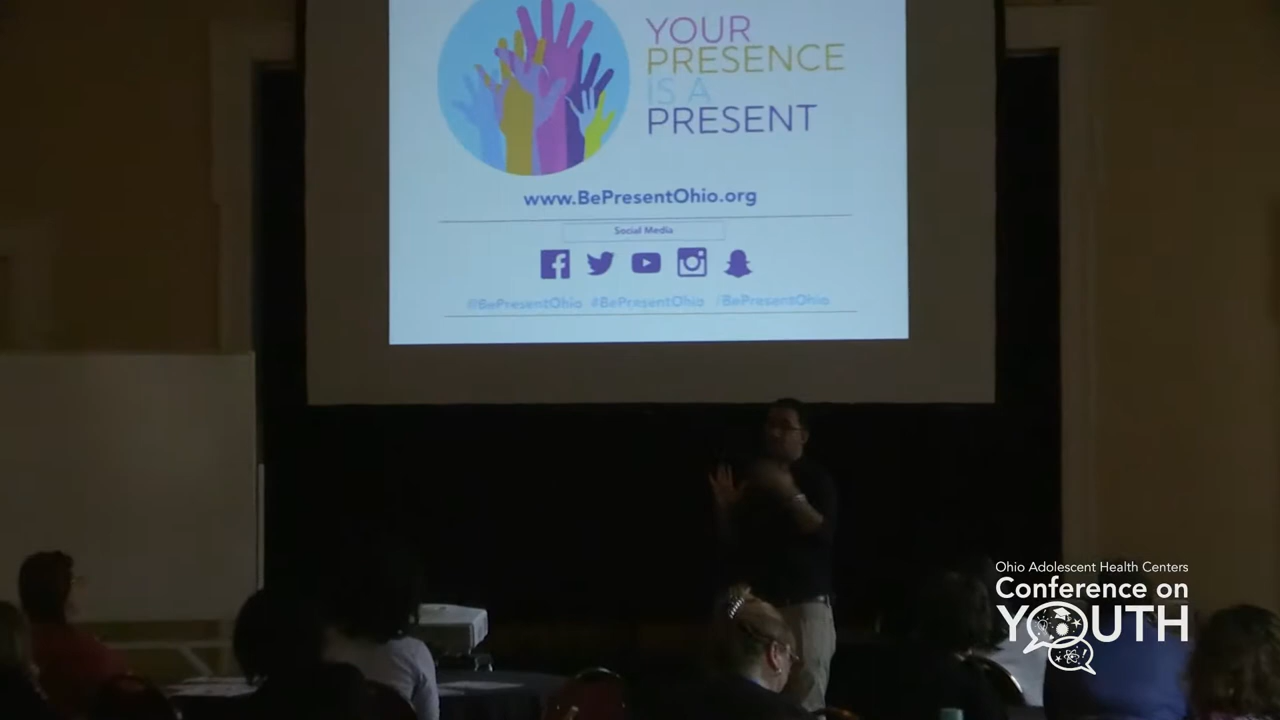 YOUR
PRESENCE
IS A
PRESENT
www.BePresentOhio.org
Social Media
@BePresentOhio #BePresentOhio /BePresentOhio
Ohio Adolescent Health Centers
Conference on
YOUTH